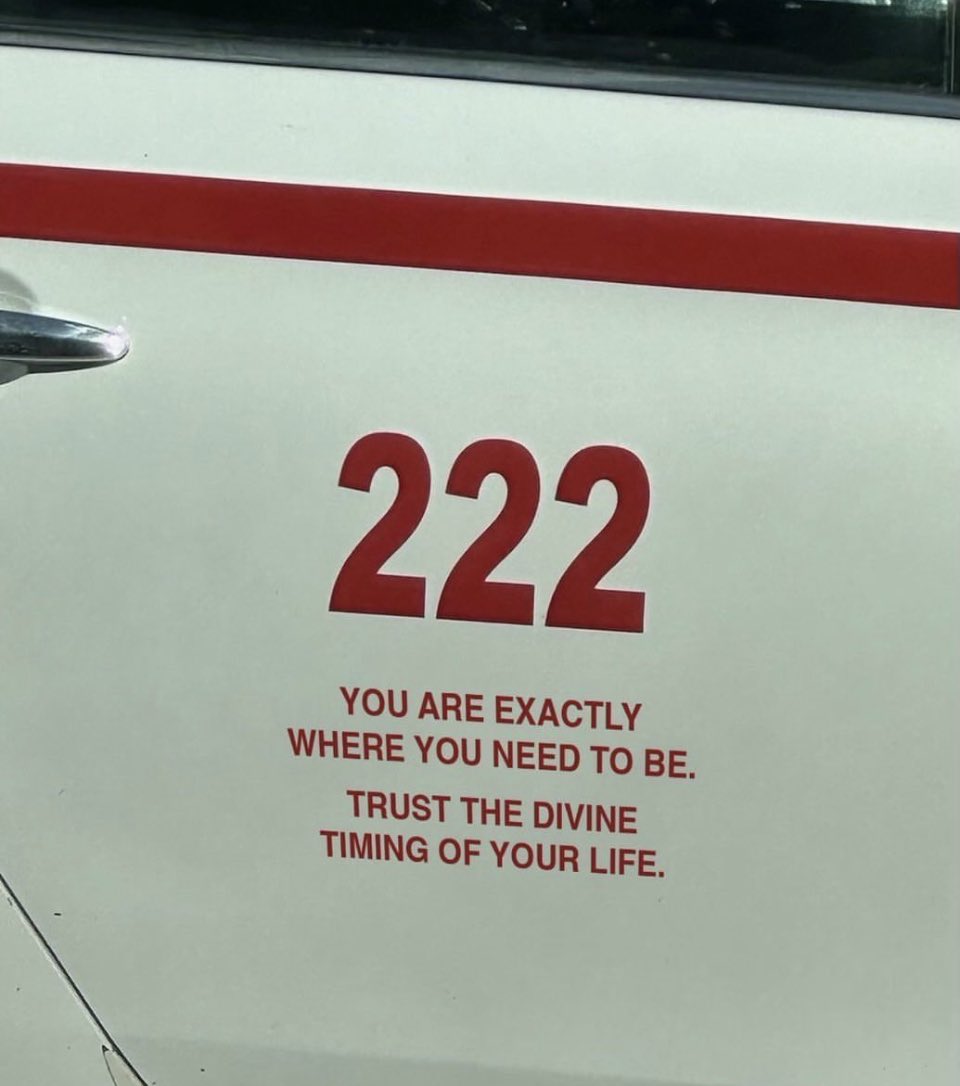 222
YOU ARE EXACTLY
WHERE YOU NEED TO BE.
TRUST THE DIVINE
TIMING OF YOUR LIFE.